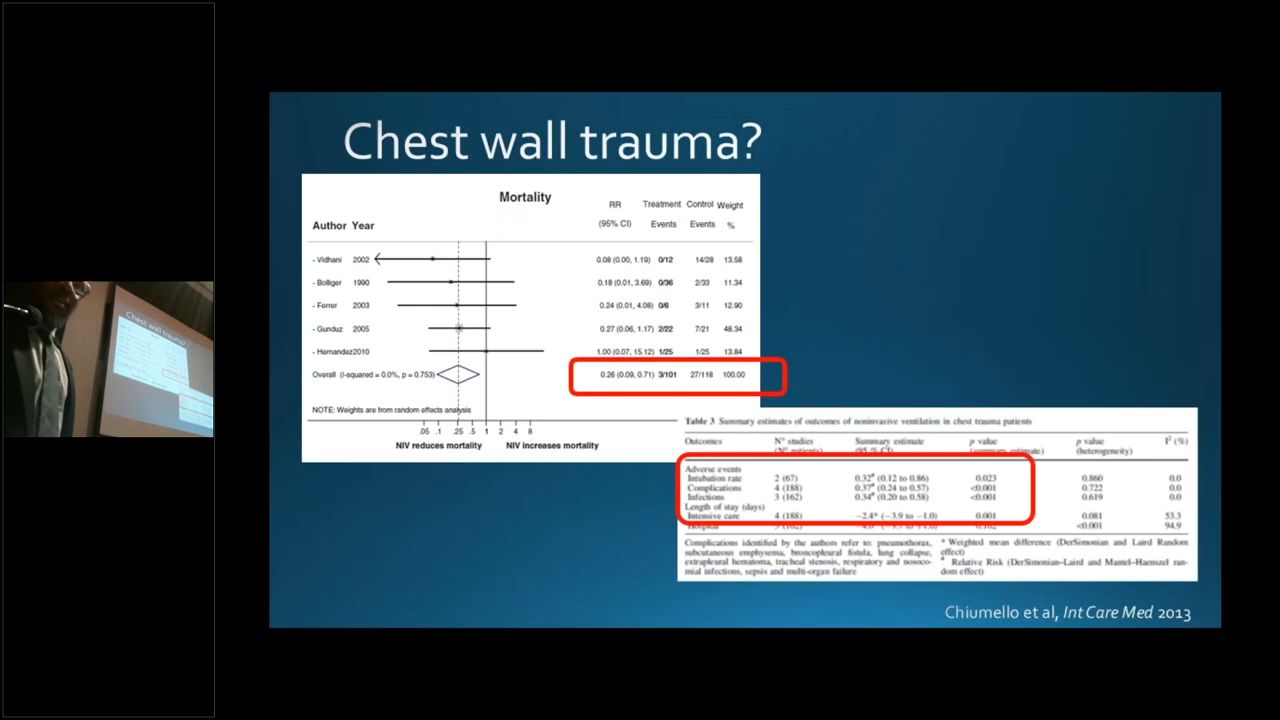 Chest wall trauma?
Mortality
RR Treatment Control Weight
(95% CI) Events Events %
Author Year
- Vidhani 2002 0.08 (0.00, 1.19) 0/12 14/28 13.58
- Bolliger 1990 0.18 (0.01, 3.69) 0/36 2/33 11.34
- Ferrer 2003 0.24 (0.01, 4.08) 0/6 3/11 12.90
- Gunduz 2005 0.27 (0.06, 1.17) 2/22 7/21 48.34
- Hernandez2010 1.00 (0.07, 15.12) 1/25 1/25 13.84
Overall (I-squared = 0.0%, p = 0.753) 0.26 (0.09, 0.71) 3/101 27/118 100.00
NOTE: Weights are from random effects analysis
.05 .1 .25 .5 1 2 4 8
NIV reduces mortality NIV increases mortality
Table 3 Summary estimates of outcomes of noninvasive ventilation in chest trauma patients
Outcomes N° studies Summary estimate p value p value I² (%)
(N° patients) (95 % CI) (summary estimate) (heterogeneity)
Adverse events
Intubation rate 2 (67) 0.32# (0.12 to 0.86) 0.023 0.860 0.0
Complications 4 (188) 0.37# (0.24 to 0.57) <0.001 0.722 0.0
Infections 3 (162) 0.34# (0.20 to 0.58) <0.001 0.619 0.0
Length of stay (days)
Intensive care 4 (188) −2.4* (−3.9 to −1.0) 0.001 0.081 53.3
Hospital <0.001 94.9
Complications identified by the authors refer to: pneumothorax,
subcutaneous emphysema, broncopleural fistula, lung collapse,
extrapleural hematoma, tracheal stenosis, respiratory and nosoco-
mial infections, sepsis and multi-organ failure
* Weighted mean difference (DerSimonian and Laird Random
effect)
# Relative Risk (DerSimonian–Laird and Mantel–Haenszel ran-
dom effect)
Chiumello et al, Int Care Med 2013
Chest wall trauma?